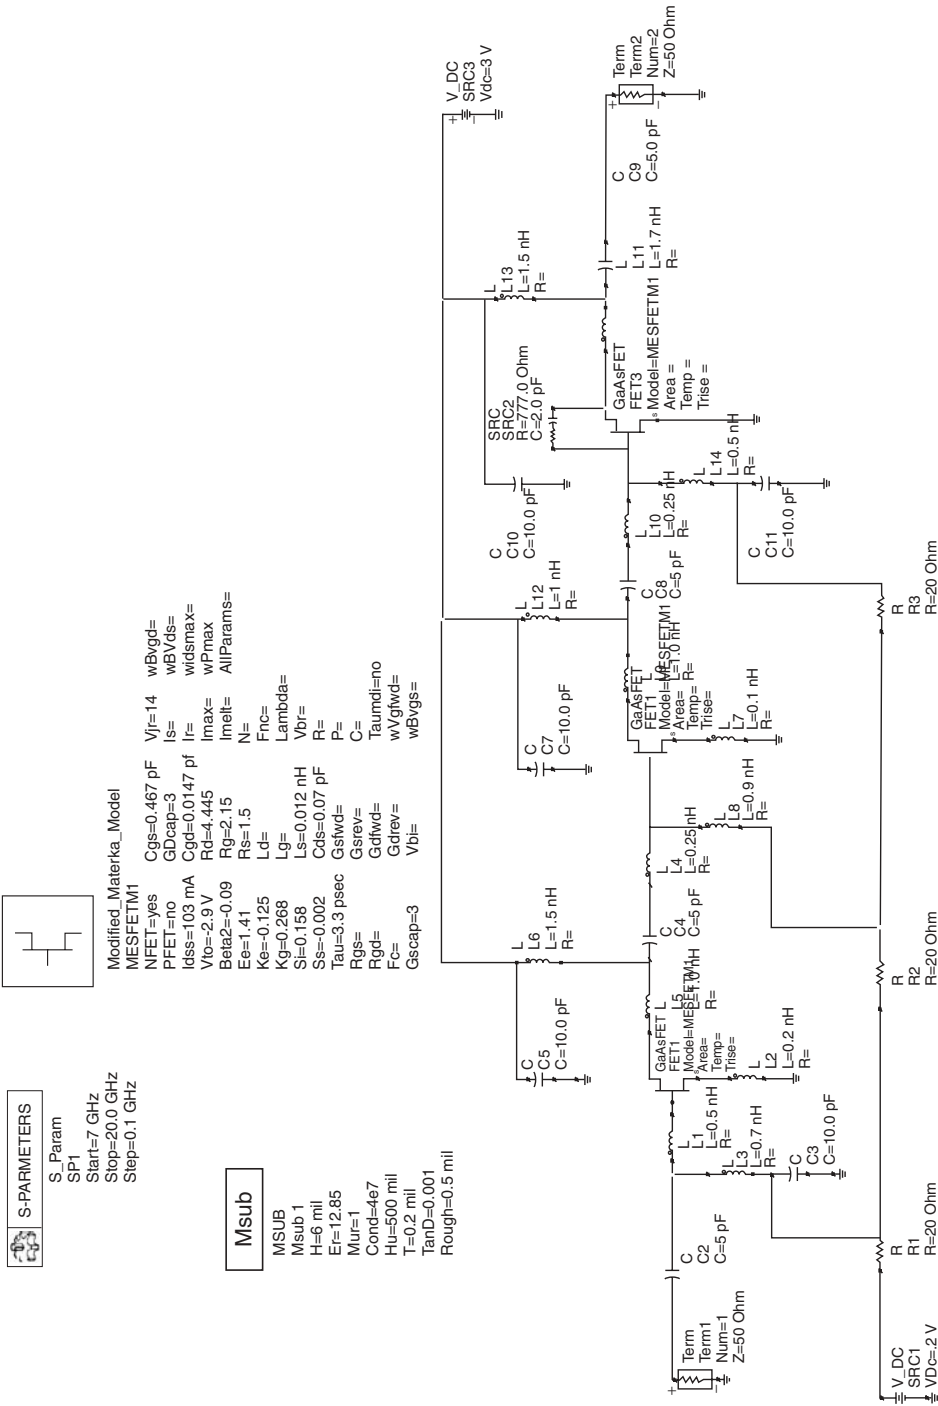 S-PARMETERS
S_Param
SP1
Start=7 GHz
Stop=20.0 GHz
Step=0.1 GHz
Msub
MSUB
Msub 1
H=6 mil
Er=12.85
Mur=1
Cond=4e7
Hu=500 mil
T=0.2 mil
TanD=0.001
Rough=0.5 mil
Modified_Materka_Model
MESFETM1
NFET=yes
PFET=no
Idss=103 mA
Vto=-2.9 V
Beta2=-0.09
Ee=1.41
Ke=-0.125
Kg=0.268
Si=0.158
Ss=-0.002
Tau=3.3 psec
Rgs=
Rgd=
Fc=
Gscap=3
Cgs=0.467 pF
GDcap=3
Cgd=0.0147 pf
Rd=4.445
Rg=2.15
Rs=1.5
Ld=
Lg=
Ls=0.012 nH
Cds=0.07 pF
Gsfwd=
Gsrev=
Gdfwd=
Gdrev=
Vbi=
Vjr=14
Is=
Ir=
Imax=
Imelt=
N=
Fnc=
Lambda=
Vbr=
R=
P=
C=
Taumdi=no
wVgfwd=
wBvgs=
wBvgd=
wBVds=
widsmax=
wPmax
AllParams=
V_DC
SRC3
Vdc=3 V
+
-
Term
Term2
Num=2
Z=50 Ohm
+
-
C
C9
C=5.0 pF
L
L13
L=1.5 nH
R=
L
L11
L=1.7 nH
R=
SRC
SRC2
R=777.0 Ohm
C=2.0 pF
GaAsFET
FET3
Model=MESFETM1
Area =
Temp =
Trise =
s
C
C10
C=10.0 pF
L
L14
L=0.5 nH
R=
C
C11
C=10.0 pF
L
L10
L=0.25 nH
R=
C
C8
C=5 pF
L
L12
L=1 nH
R=
L
L9
L=1.0 nH
R=
GaAsFET
FET1
Model=MESFETM1
Area=
Temp=
Trise=
s
C
C7
C=10.0 pF
L
L7
L=0.1 nH
R=
L
L8
L=0.9 nH
R=
L
L4
L=0.25 nH
R=
C
C4
C=5 pF
L
L6
L=1.5 nH
R=
L
L5
L=1.0 nH
R=
GaAsFET
FET1
Model=MESFETM1
Area=
Temp=
Trise=
s
C
C5
C=10.0 pF
L
L2
L=0.2 nH
R=
L
L1
L=0.5 nH
R=
L
L3
L=0.7 nH
R=
C
C3
C=10.0 pF
C
C2
C=5 pF
Term
Term1
Num=1
Z=50 Ohm
+
-
V_DC
SRC1
VDc=.2 V
R
R1
R=20 Ohm
R
R2
R=20 Ohm
R
R3
R=20 Ohm